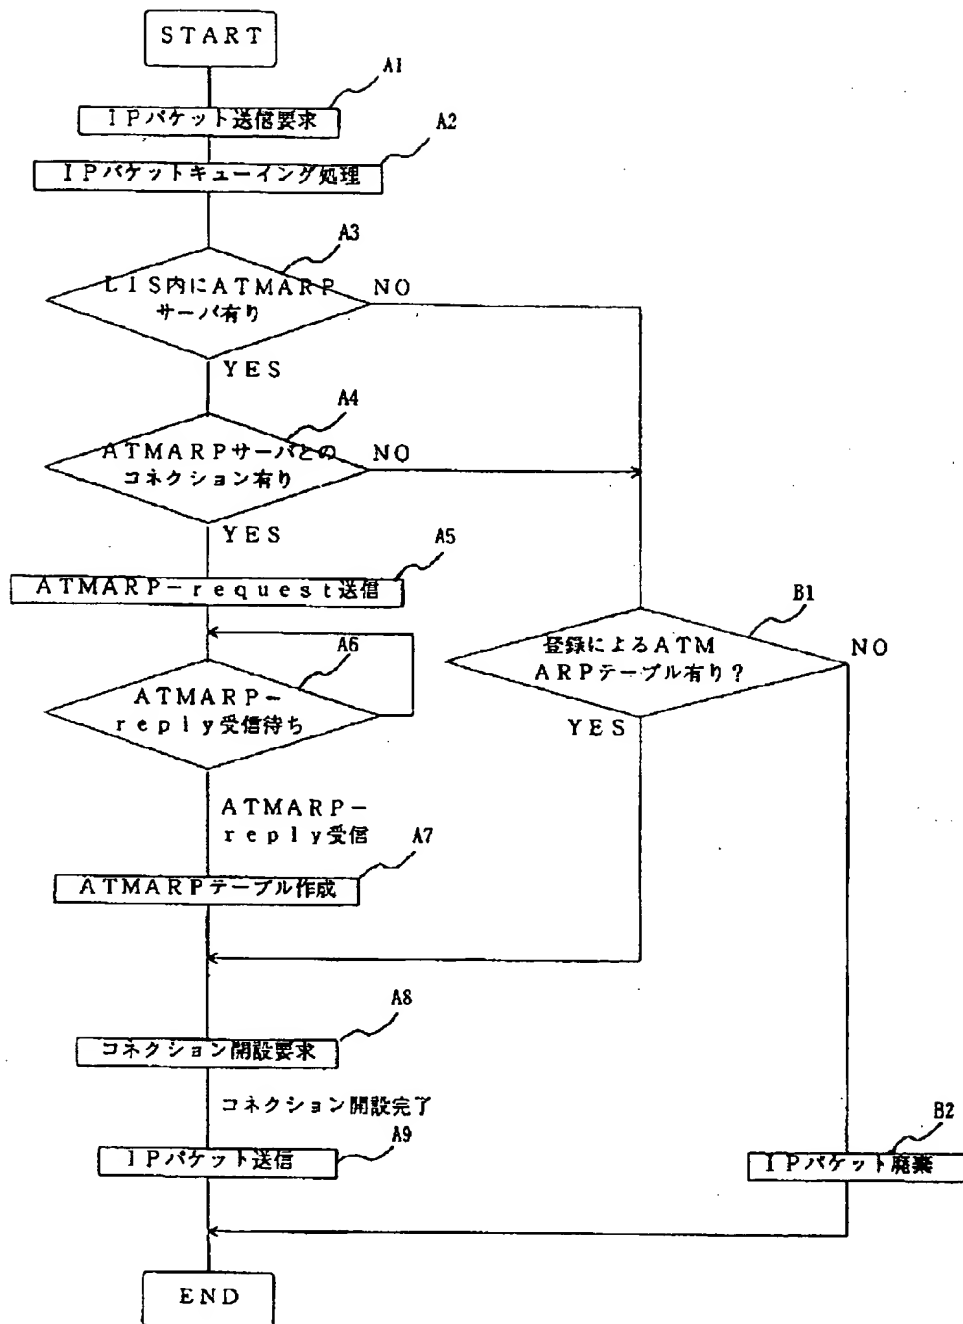 START
A1
IPパケット送信要求
A2
IPパケットキューイング処理
A3
LIS内にATMARP
サーバ有り
NO
YES
A4
ATMARPサーバとの
コネクション有り
NO
YES
A5
ATMARP-request送信
B1
登録によるATM
ARPテーブル有り?
NO
YES
A6
ATMARP-
reply受信待ち
ATMARP-
reply受信
A7
ATMARPテーブル作成
A8
コネクション開設要求
コネクション開設完了
A9
IPパケット送信
B2
IPパケット廃棄
END